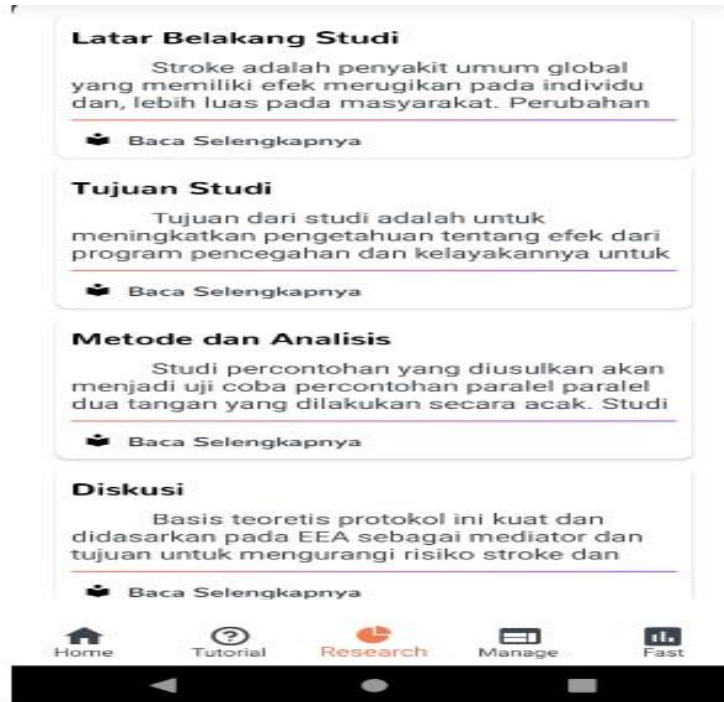 Latar Belakang Studi
Stroke adalah penyakit umum global
yang memiliki efek merugikan pada individu
dan, lebih luas pada masyarakat. Perubahan
Baca Selengkapnya
Tujuan Studi
Tujuan dari studi adalah untuk
meningkatkan pengetahuan tentang efek dari
program pencegahan dan kelayakannya untuk
Baca Selengkapnya
Metode dan Analisis
Studi percontohan yang diusulkan akan
menjadi uji coba percontohan paralel paralel
dua tangan yang dilakukan secara acak. Studi
Baca Selengkapnya
Diskusi
Basis teoretis protokol ini kuat dan
didasarkan pada EEA sebagai mediator dan
tujuan untuk mengurangi risiko stroke dan
Baca Selengkapnya
Home Tutorial Research Manage Fast